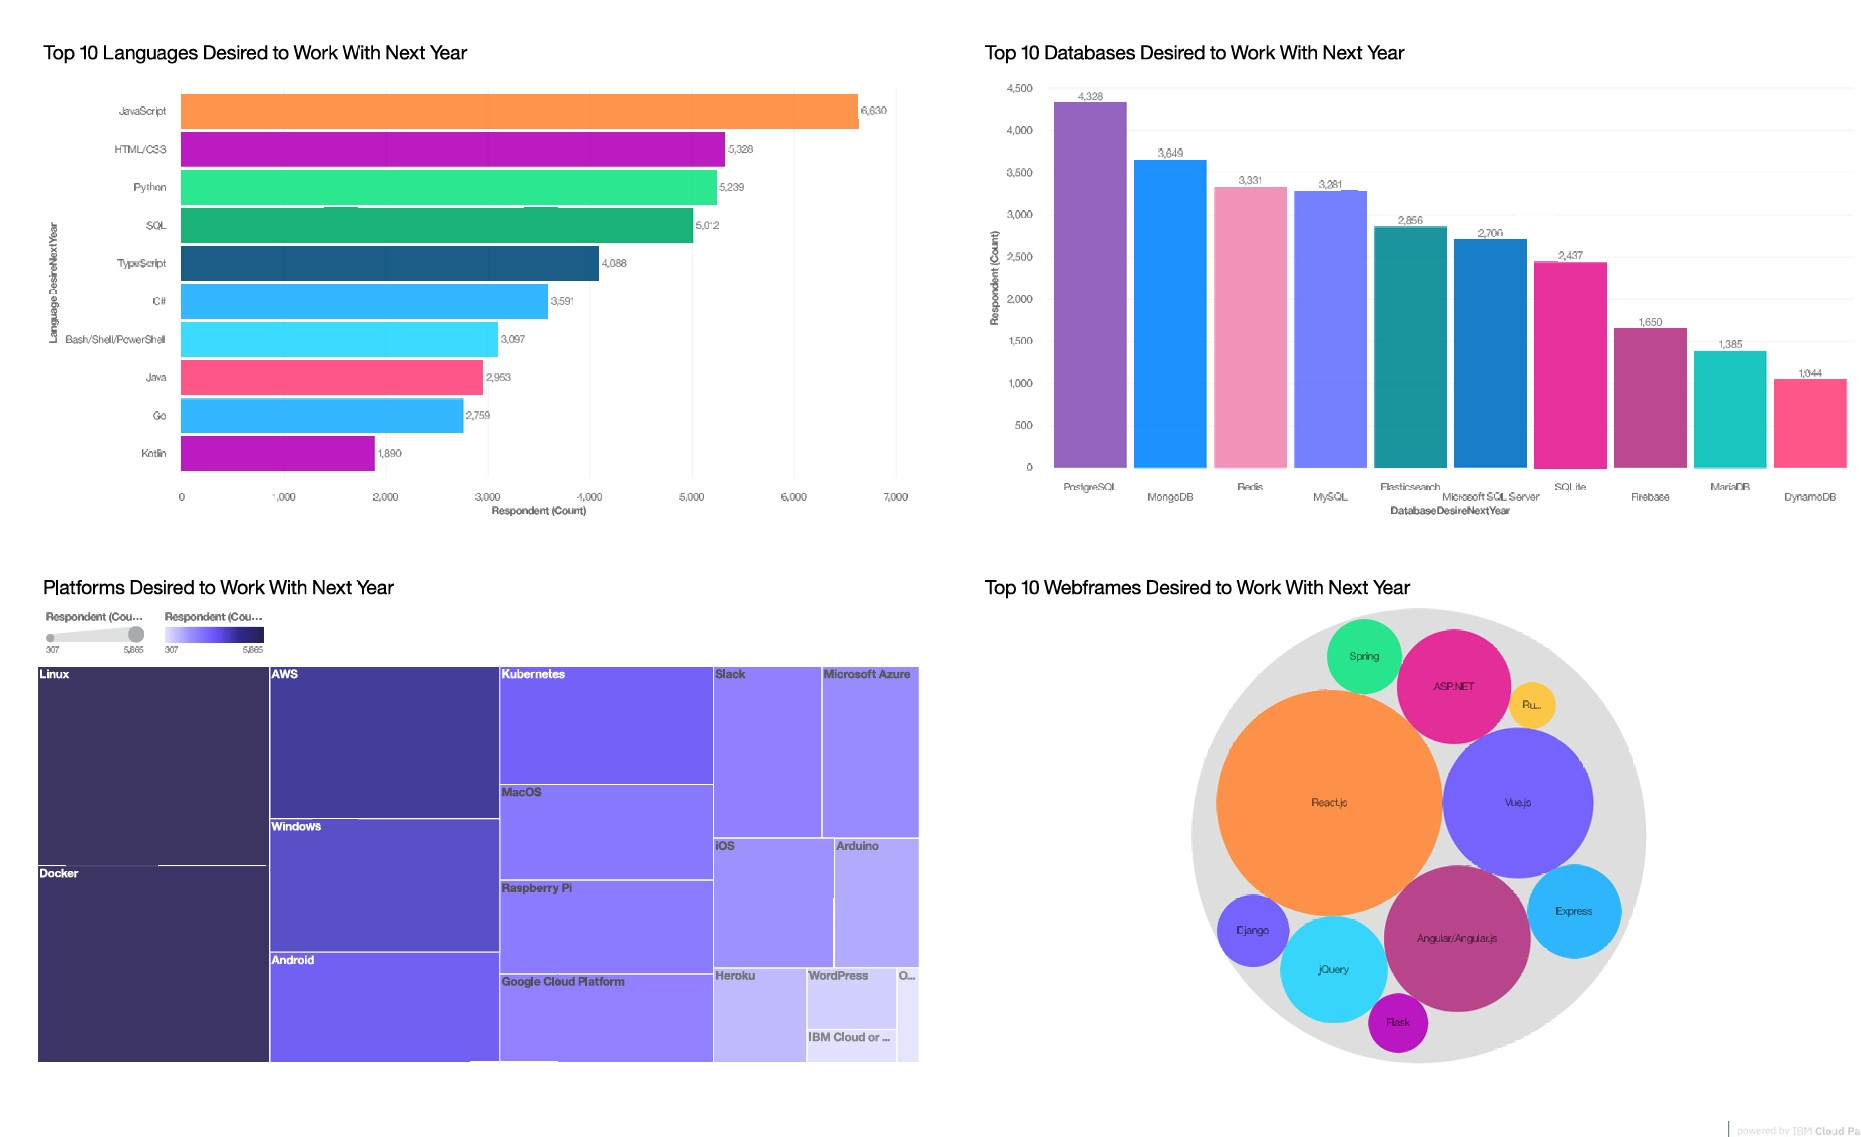 Top 10 Languages Desired to Work With Next Year
LanguageDesireNextYear
JavaScript 6,630
HTML/CSS 5,328
Python 5,239
SQL 5,012
TypeScript 4,088
C# 3,591
Bash/Shell/PowerShell 3,097
Java 2,953
Go 2,759
Kotlin 1,890
0 1,000 2,000 3,000 4,000 5,000 6,000 7,000
Respondent (Count)
Top 10 Databases Desired to Work With Next Year
Respondent (Count)
4,500
4,000
3,500
3,000
2,500
2,000
1,500
1,000
500
0
4,328 3,649 3,331 3,281 2,856 2,706 2,437 1,650 1,385 1,044
PostgreSQL MongoDB Redis MySQL Elasticsearch Microsoft SQL Server SQLite Firebase MariaDB DynamoDB
DatabaseDesireNextYear
Platforms Desired to Work With Next Year
Respondent (Cou... Respondent (Cou...
307 5,865 307 5,865
Linux
Docker
AWS
Windows
Android
Kubernetes
MacOS
Raspberry Pi
Google Cloud Platform
Slack
Microsoft Azure
iOS
Arduino
Heroku
WordPress
O...
IBM Cloud or ...
Top 10 Webframes Desired to Work With Next Year
Spring
ASP.NET
Ru...
React.js
Vue.js
Express
Angular/Angular.js
Django
jQuery
Flask
powered by IBM Cloud Pa